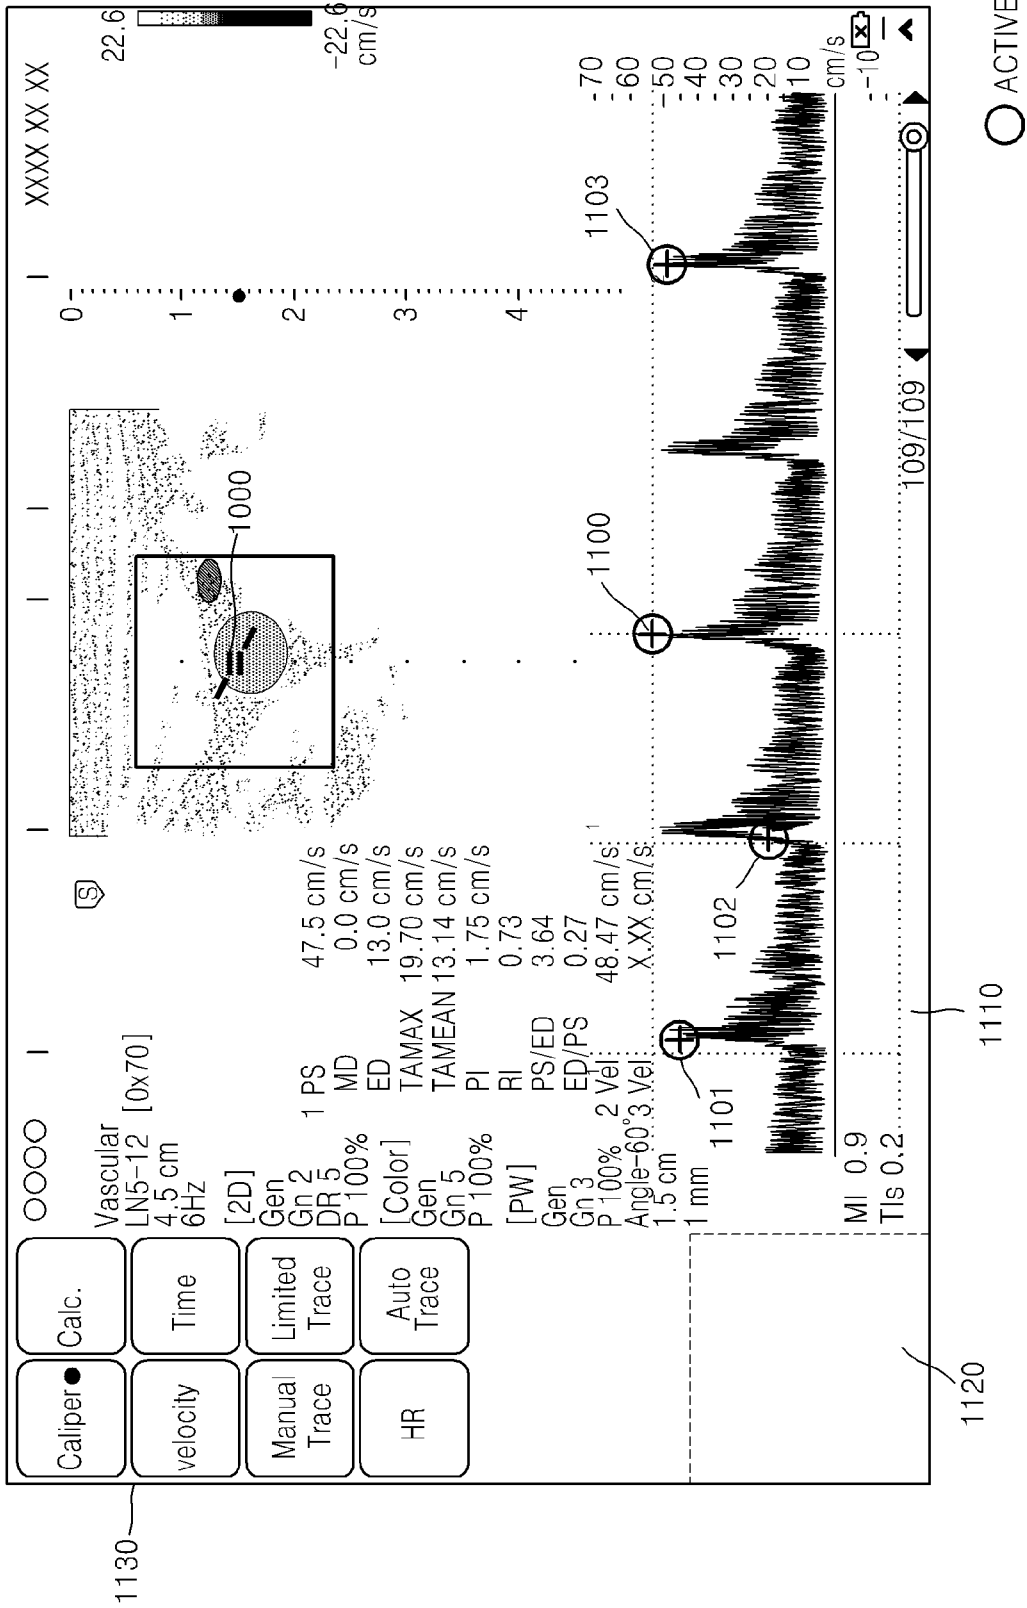 1130
Caliper
Calc.
velocity
Time
Manual Trace
Limited Trace
HR
Auto Trace
1120
XXXX XX XX
Vascular
LN5-12 [0x70]
4.5 cm
6Hz
[2D]
Gen
Gn 2
DR 5
P 100%
[Color]
Gen
Gn 5
P 100%
[PW]
Gen
Gn 3
P 100%
Angle-60°
1.5 cm
1 mm
MI 0.9
TIs 0.2
S
1 PS 47.5 cm/s
MD 0.0 cm/s
ED 13.0 cm/s
TAMAX 19.70 cm/s
TAMEAN 13.14 cm/s
PI 1.75 cm/s
RI 0.73
PS/ED 3.64
ED/PS 0.27
2 Vel 48.47 cm/s
3 Vel X.XX cm/s
1
1000
0
1
2
3
4
22.6
-22.6
cm/s
1101
1102
1100
1103
-70
-60
-50
-40
-30
-20
-10
cm/s
-10
109/109
1110
ACTIVE